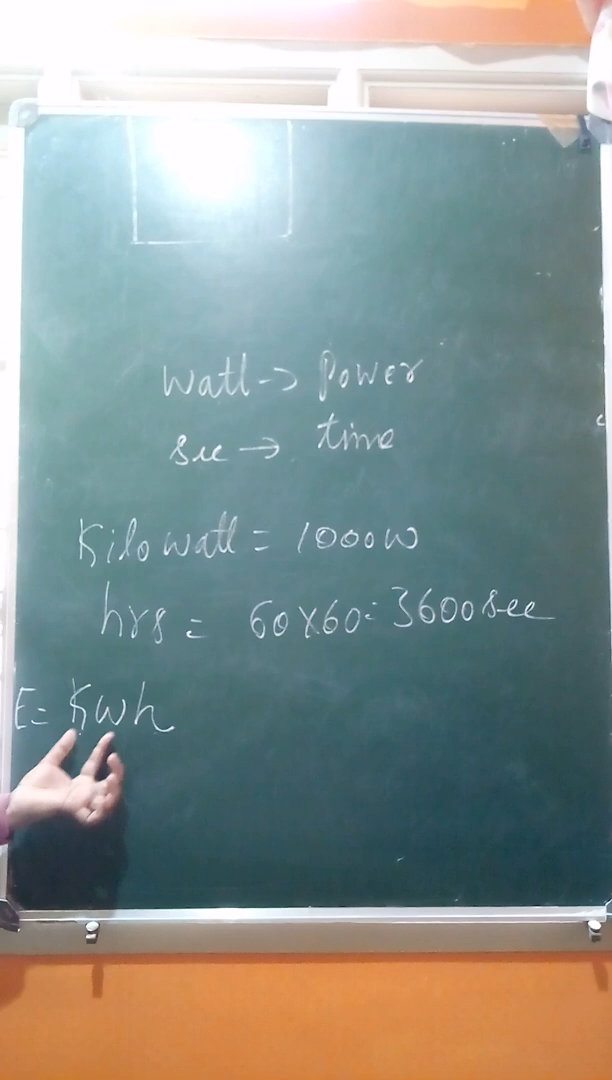 Watt -> Power
sec -> time
Kilowatt = 1000w
hrs = 60x60= 3600sec
E= Kwh